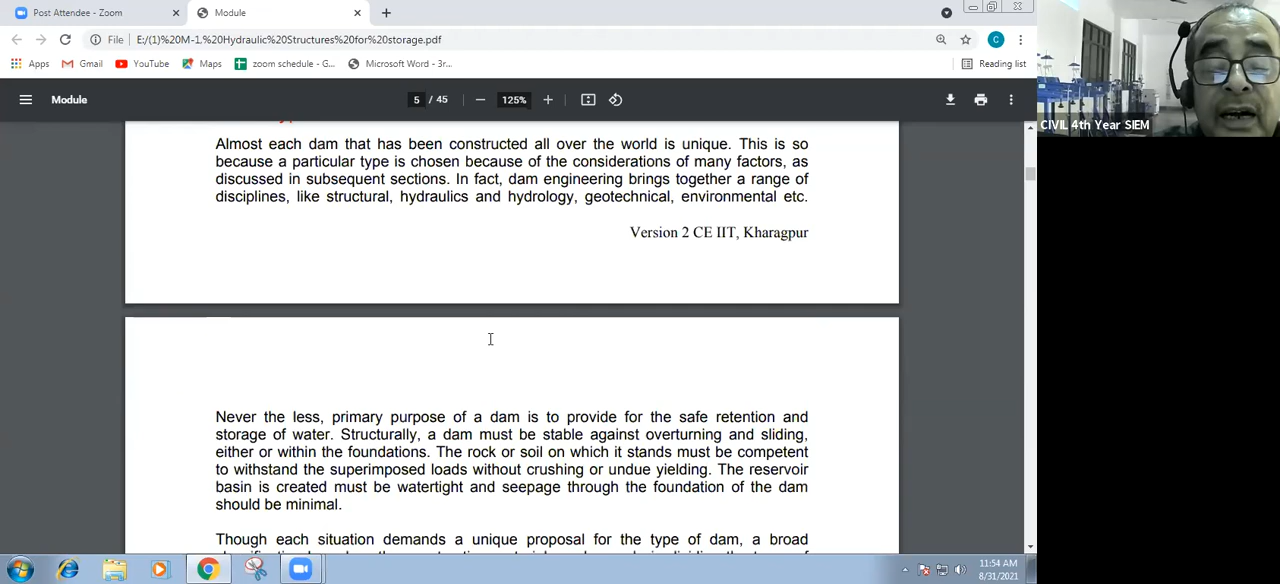 Post Attendee - Zoom
Module
File E:/(1)%20M-1.%20Hydraulic%20Structures%20for%20storage.pdf
C
Apps Gmail YouTube Maps zoom schedule - G... Microsoft Word - 3r... Reading list
Module 5 / 45 125%
Almost each dam that has been constructed all over the world is unique. This is so
because a particular type is chosen because of the considerations of many factors, as
discussed in subsequent sections. In fact, dam engineering brings together a range of
disciplines, like structural, hydraulics and hydrology, geotechnical, environmental etc.
Version 2 CE IIT, Kharagpur
Never the less, primary purpose of a dam is to provide for the safe retention and
storage of water. Structurally, a dam must be stable against overturning and sliding,
either or within the foundations. The rock or soil on which it stands must be competent
to withstand the superimposed loads without crushing or undue yielding. The reservoir
basin is created must be watertight and seepage through the foundation of the dam
should be minimal.
Though each situation demands a unique proposal for the type of dam, a broad
CIVIL 4th Year SIEM
11:54 AM
8/31/2021